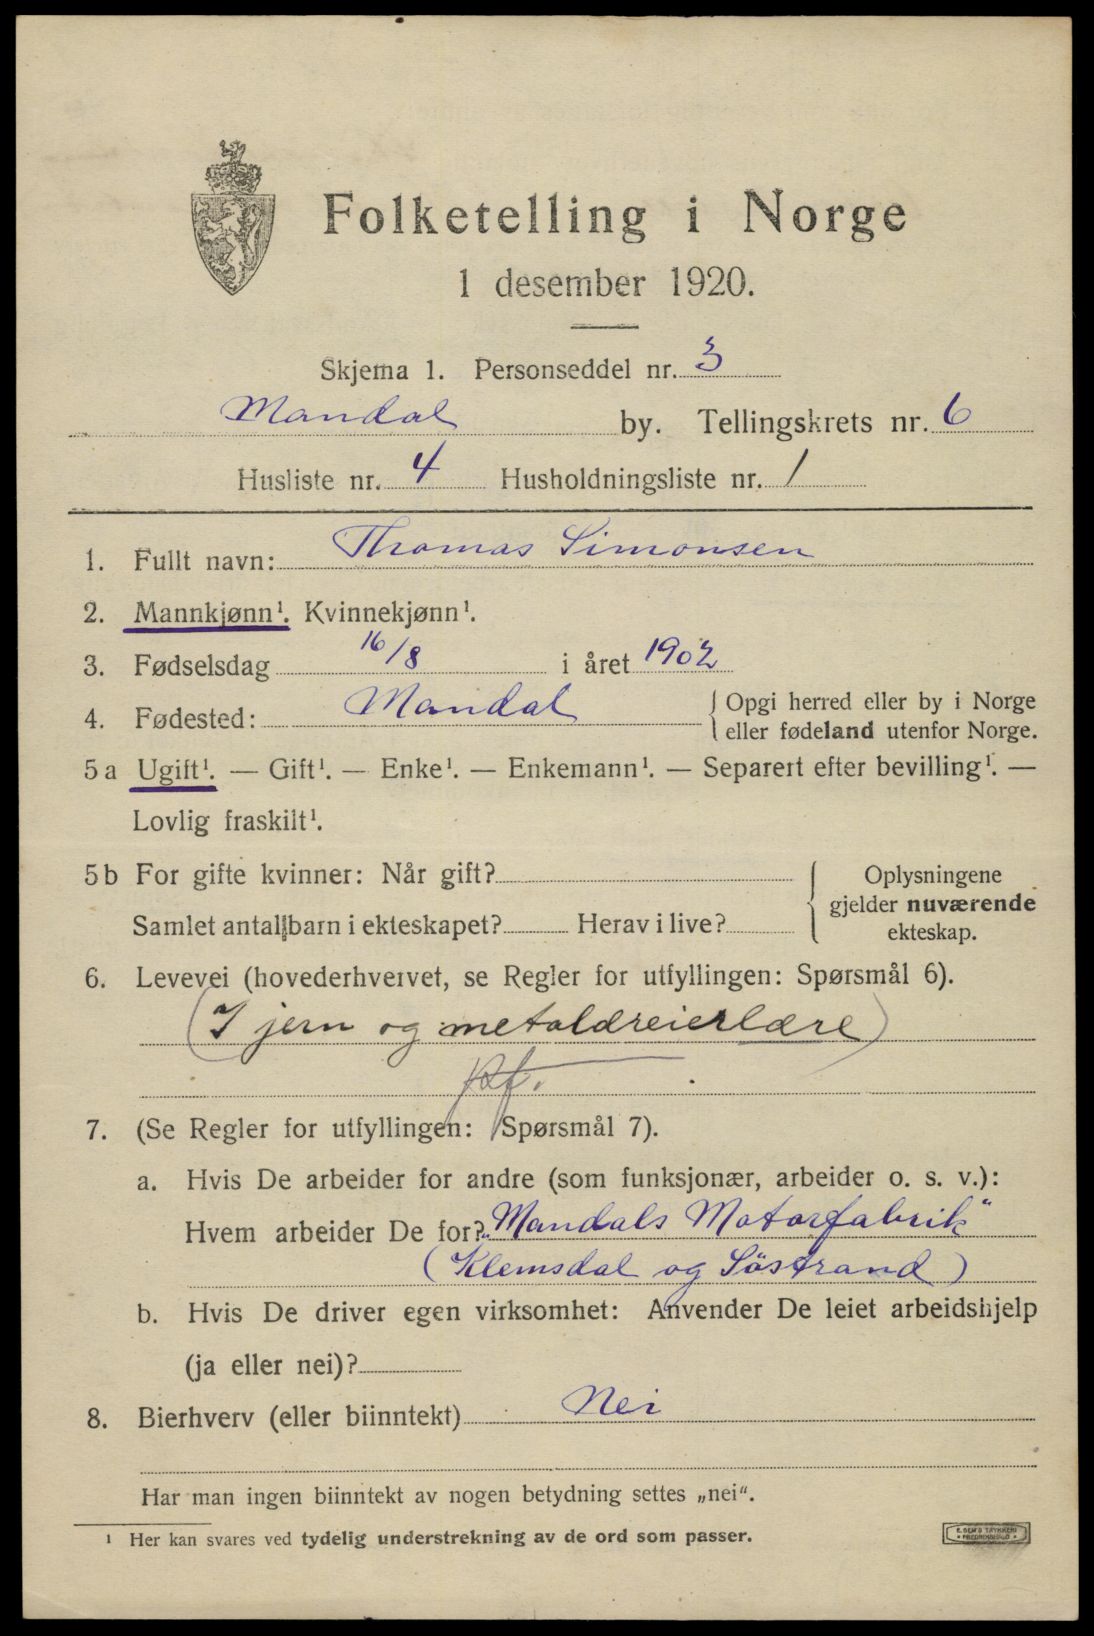 Folketelling i Norge
1 desember 1920.
Skjema 1. Personseddel nr. 3
Mandal by. Tellingskrets nr. 6
Husliste nr. 4 Husholdningsliste nr. 1
1. Fullt navn: Thomas Simonsen
2. Mannkjønn¹. Kvinnekjønn¹.
3. Fødselsdag 16/8 i året 1902
4. Fødested: Mandal { Opgi herred eller by i Norge
eller fødeland utenfor Norge.
5 a Ugift¹. — Gift¹. — Enke¹. — Enkemann¹. — Separert efter bevilling¹. —
Lovlig fraskilt¹.
5 b For gifte kvinner: Når gift?
Samlet antall barn i ekteskapet? Herav i live?
Oplysningene
gjelder nuværende
ekteskap.
6. Levevei (hovederhvervet, se Regler for utfyllingen: Spørsmål 6).
(I jern og metaldreierlære)
7. (Se Regler for utfyllingen: Spørsmål 7).
a. Hvis De arbeider for andre (som funksjonær, arbeider o. s. v.):
Hvem arbeider De for? „Mandals Motorfabrik"
(Klemsdal og Söstrand)
b. Hvis De driver egen virksomhet: Anvender De leiet arbeidshjelp
(ja eller nei)?
8. Bierhverv (eller biinntekt) Nei
Har man ingen biinntekt av nogen betydning settes „nei".
¹ Her kan svares ved tydelig understrekning av de ord som passer.